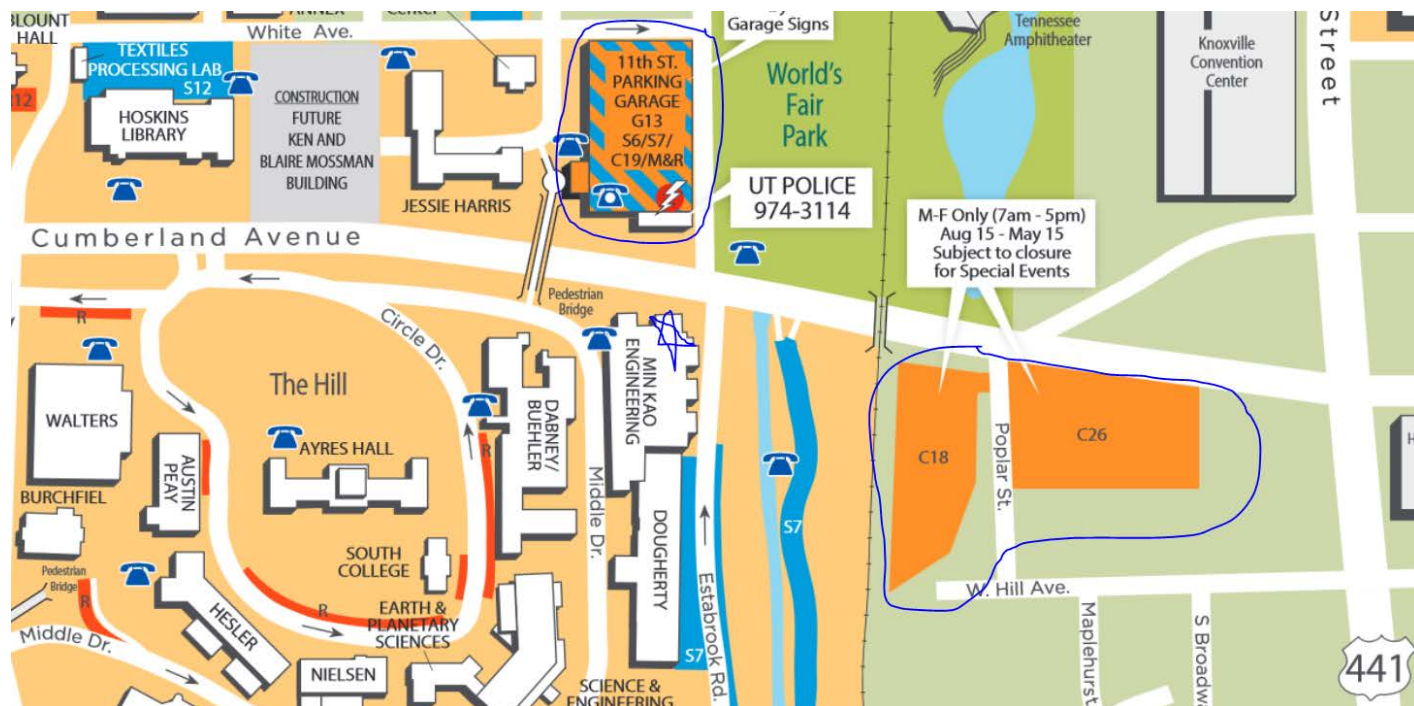 BLOUNT
HALL
ANNEX
Center
White Ave.
Garage Signs
Tennessee
Amphitheater
Street
TEXTILES
PROCESSING LAB
S12
HOSKINS
LIBRARY
CONSTRUCTION
FUTURE
KEN AND
BLAIRE MOSSMAN
BUILDING
JESSIE HARRIS
11th ST.
PARKING
GARAGE
G13
S6/S7/
C19/M&R
World's
Fair
Park
Knoxville
Convention
Center
UT POLICE
974-3114
M-F Only (7am - 5pm)
Aug 15 - May 15
Subject to closure
for Special Events
Cumberland Avenue
Pedestrian
Bridge
R
Circle Dr.
The Hill
WALTERS
AUSTIN
PEAY
AYRES HALL
R
DABNEY/
BUEHLER
MIN KAO
ENGINEERING
Middle Dr.
DOUGHERTY
S7
C18
Poplar St.
C26
BURCHFIEL
Pedestrian
Bridge
R
SOUTH
COLLEGE
R
EARTH &
PLANETARY
SCIENCES
HESLER
NIELSEN
Middle Dr.
SCIENCE &
ENGINEERING
S7
Estabrook Rd.
W. Hill Ave.
Maplehurst
S Broadw
441